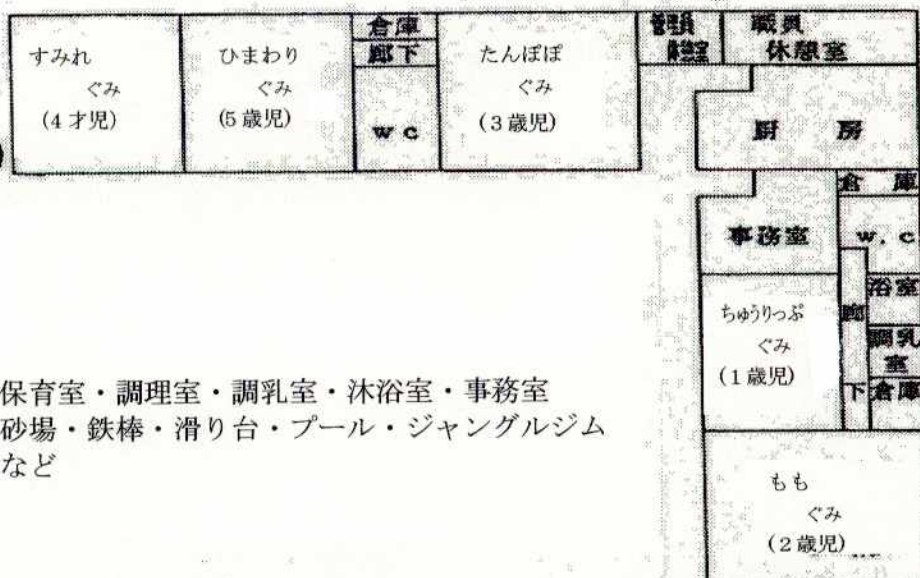 すみれ
ぐみ
(4才児)
ひまわり
ぐみ
(5歳児)
倉庫
廊下
wc
たんぽぽ
ぐみ
(3歳児)
職員
休憩室
厨 房
倉 庫
事務室
w.c
浴室
廊
下
調乳
室
倉庫
ちゅうりっぷ
ぐみ
(1歳児)
もも
ぐみ
(2歳児)
保育室・調理室・調乳室・沐浴室・事務室
砂場・鉄棒・滑り台・プール・ジャングルジム
など